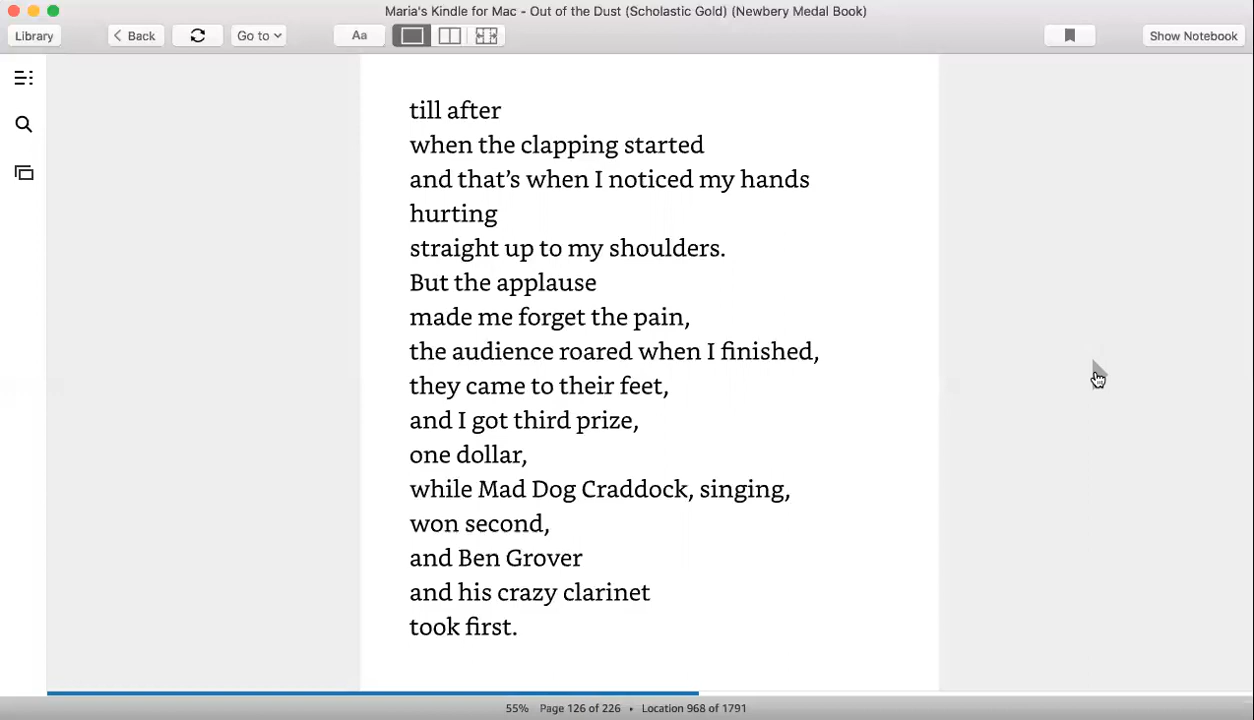 Maria's Kindle for Mac - Out of the Dust (Scholastic Gold) (Newbery Medal Book)
Library
Back
Go to
Aa
Show Notebook
till after
when the clapping started
and that’s when I noticed my hands
hurting
straight up to my shoulders.
But the applause
made me forget the pain,
the audience roared when I finished,
they came to their feet,
and I got third prize,
one dollar,
while Mad Dog Craddock, singing,
won second,
and Ben Grover
and his crazy clarinet
took first.
55% Page 126 of 226 • Location 968 of 1791